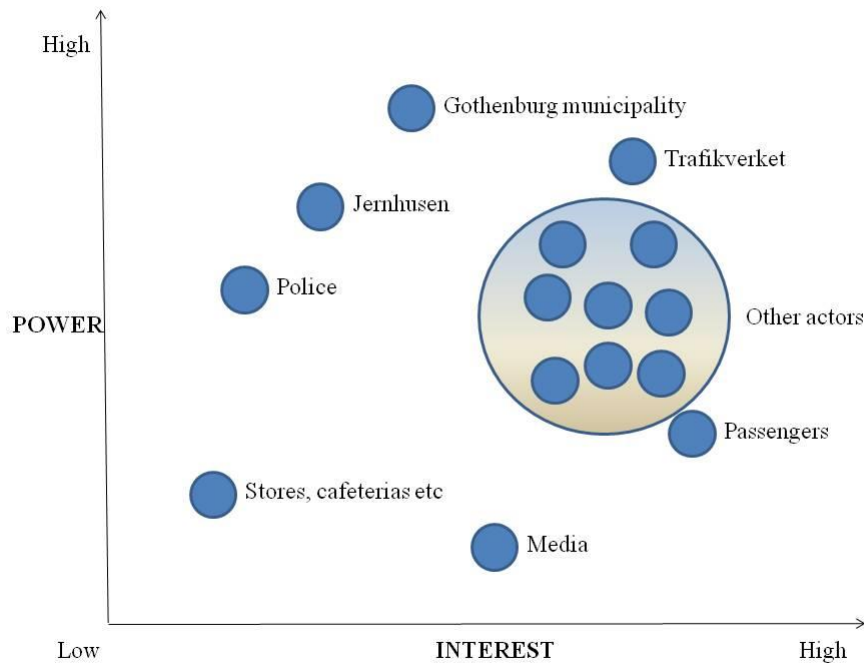 High
Gothenburg municipality
Trafikverket
Jernhusen
Police
POWER
Other actors
Passengers
Stores, cafeterias etc
Media
Low
INTEREST
High